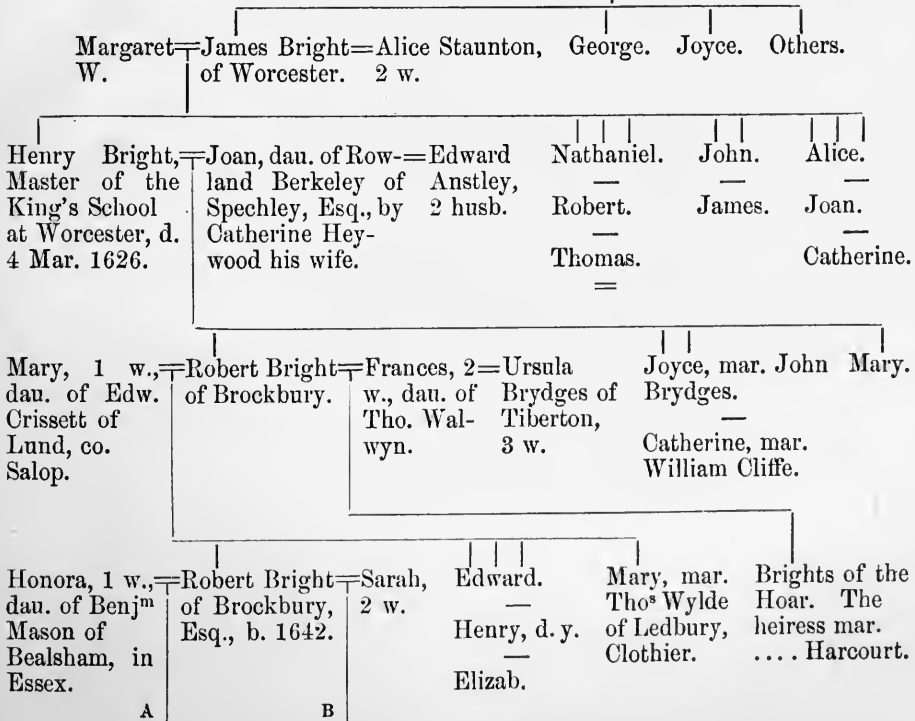 Margaret=James Bright=Alice Staunton, George. Joyce. Others.
W. of Worcester. 2 w.
Henry Bright,=Joan, dau. of Row-=Edward Nathaniel. John. Alice.
Master of the land Berkeley of Anstley, — — —
King's School Spechley, Esq., by 2 husb. Robert. James. Joan.
at Worcester, d. Catherine Hey- — —
4 Mar. 1626. wood his wife. Thomas. Catherine.
=
Mary, 1 w.,=Robert Bright=Frances, 2=Ursula Joyce, mar. John Mary.
dau. of Edw. of Brockbury. w., dau. of Brydges of Brydges.
Crissett of Tho. Wal- Tiberton, —
Lund, co. wyn. 3 w. Catherine, mar.
Salop. William Cliffe.
Honora, 1 w.,=Robert Bright=Sarah, Edward. Mary, mar. Brights of the
dau. of Benjᵐ of Brockbury, 2 w. — Thoˢ Wylde Hoar. The
Mason of Esq., b. 1642. Henry, d. y. of Ledbury, heiress mar.
Bealsham, in — Clothier. .... Harcourt.
Essex. Elizab.
A B